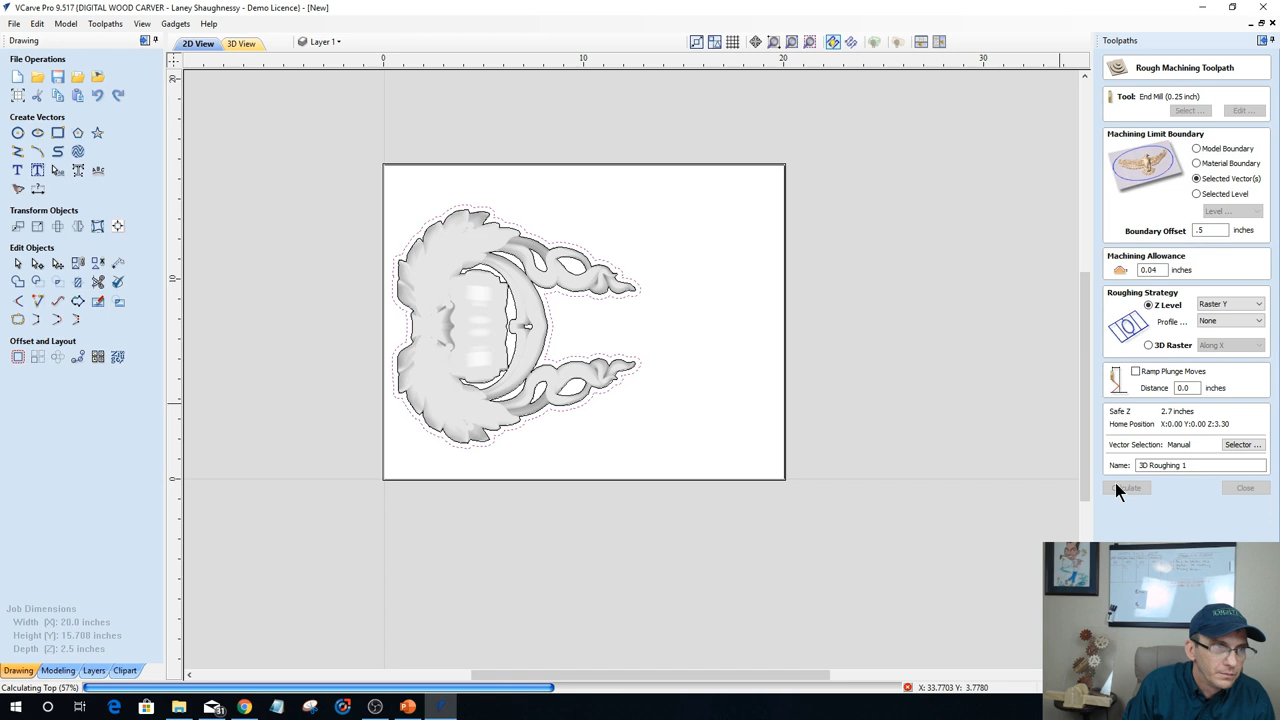 VCarve Pro 9.517 {DIGITAL WOOD CARVER - Laney Shaughnessy - Demo Licence} - [New]
File Edit Model Toolpaths View Gadgets Help
Drawing
2D View
3D View
Layer 1
Toolpaths
File Operations
Create Vectors
Transform Objects
Edit Objects
Offset and Layout
Job Dimensions
Width (X): 20.0 inches
Height (Y): 15.708 inches
Depth (Z): 2.5 inches
Drawing Modeling Layers Clipart
Calculating Top (57%)
0 10 20 30
20
10
0
Rough Machining Toolpath
Tool: End Mill (0.25 inch)
Select ... Edit ...
Machining Limit Boundary
Model Boundary
Material Boundary
Selected Vector(s)
Selected Level
Level ...
Boundary Offset .5 inches
Machining Allowance
0.04 inches
Roughing Strategy
Z Level Raster Y
Profile ... None
3D Raster Along X
Ramp Plunge Moves
Distance 0.0 inches
Safe Z 2.7 inches
Home Position X:0.00 Y:0.00 Z:3.30
Vector Selection: Manual Selector ...
Name: 3D Roughing 1
Close
X: 33.7703 Y: 3.7780
31